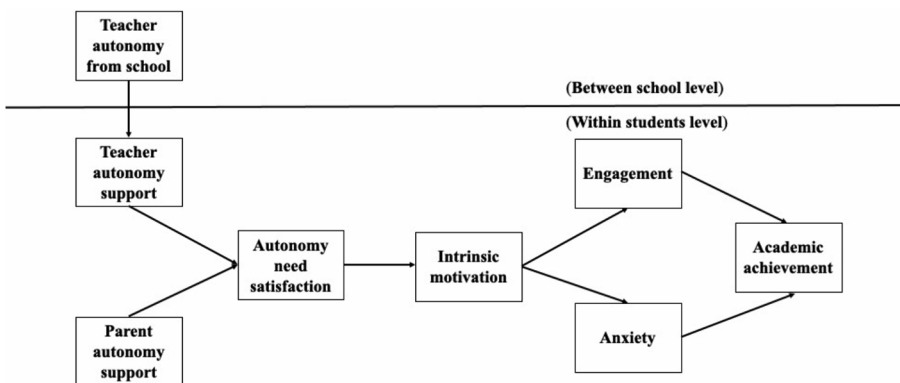 Teacher
autonomy
from school
(Between school level)
(Within students level)
Teacher
autonomy
support
Engagement
Autonomy
need
satisfaction
Intrinsic
motivation
Academic
achievement
Anxiety
Parent
autonomy
support